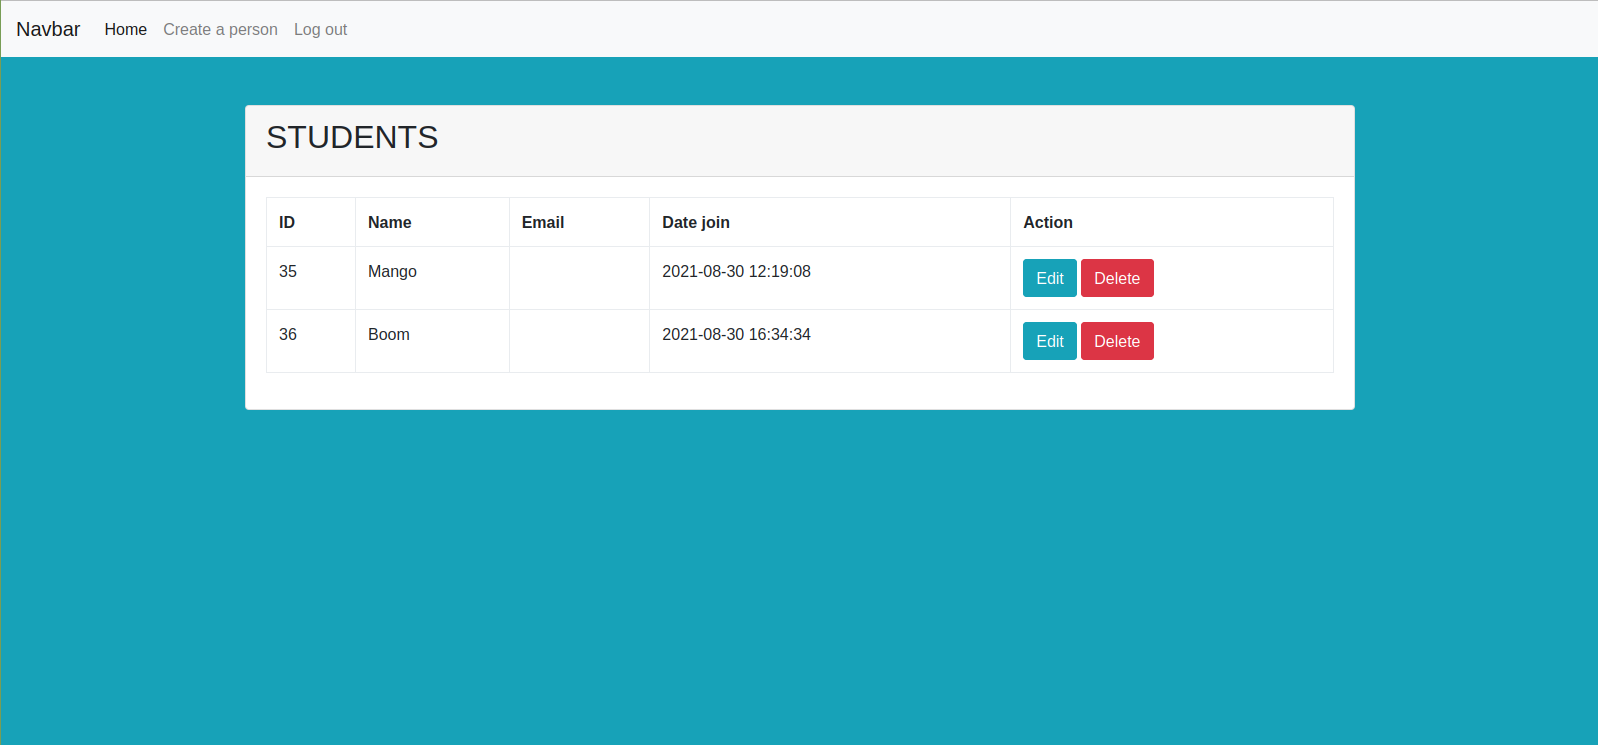 Navbar Home Create a person Log out
STUDENTS
ID Name Email Date join Action
35 Mango 2021-08-30 12:19:08 Edit Delete
36 Boom 2021-08-30 16:34:34 Edit Delete